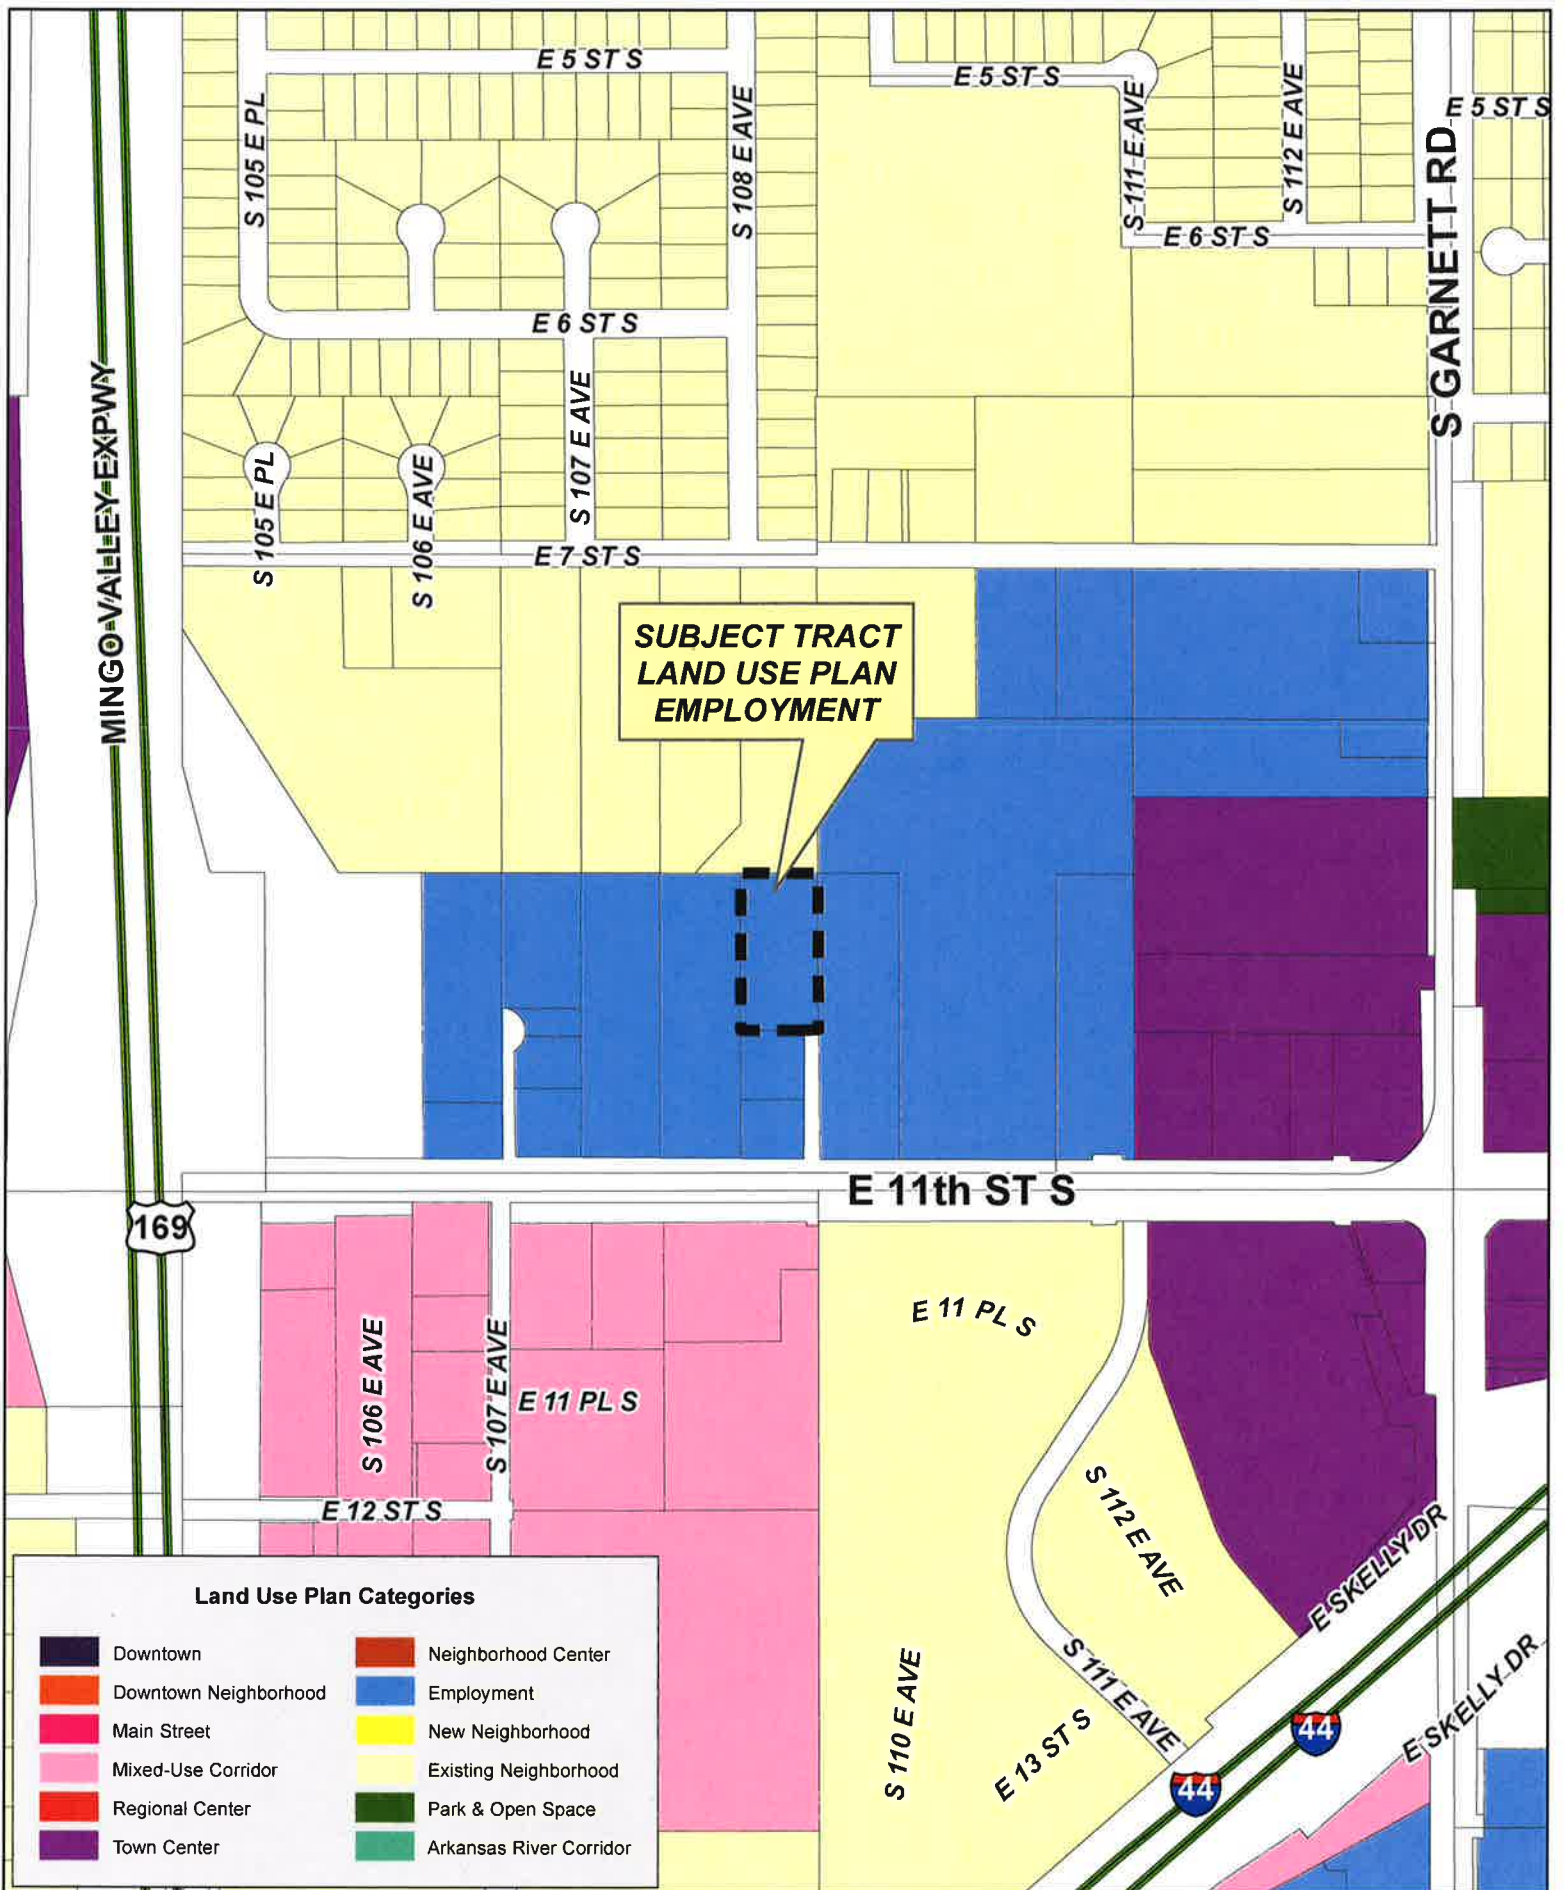 E 5 ST S
E 5 ST S
E 5 ST S
S 105 E PL
S 108 E AVE
S 111 E AVE
S 112 E AVE
S GARNETT RD
E 6 ST S
E 6 ST S
MINGO VALLEY EXPWY
S 107 E AVE
S 105 E PL
S 106 E AVE
E 7 ST S
SUBJECT TRACT
LAND USE PLAN
EMPLOYMENT
E 11th ST S
169
E 11 PL S
S 106 E AVE
S 107 E AVE
E 11 PL S
E 12 ST S
S 112 E AVE
E SKELLY DR
S 111 E AVE
S 110 E AVE
E 13 ST S
44
44
E SKELLY DR
Land Use Plan Categories
Downtown
Downtown Neighborhood
Main Street
Mixed-Use Corridor
Regional Center
Town Center
Neighborhood Center
Employment
New Neighborhood
Existing Neighborhood
Park & Open Space
Arkansas River Corridor